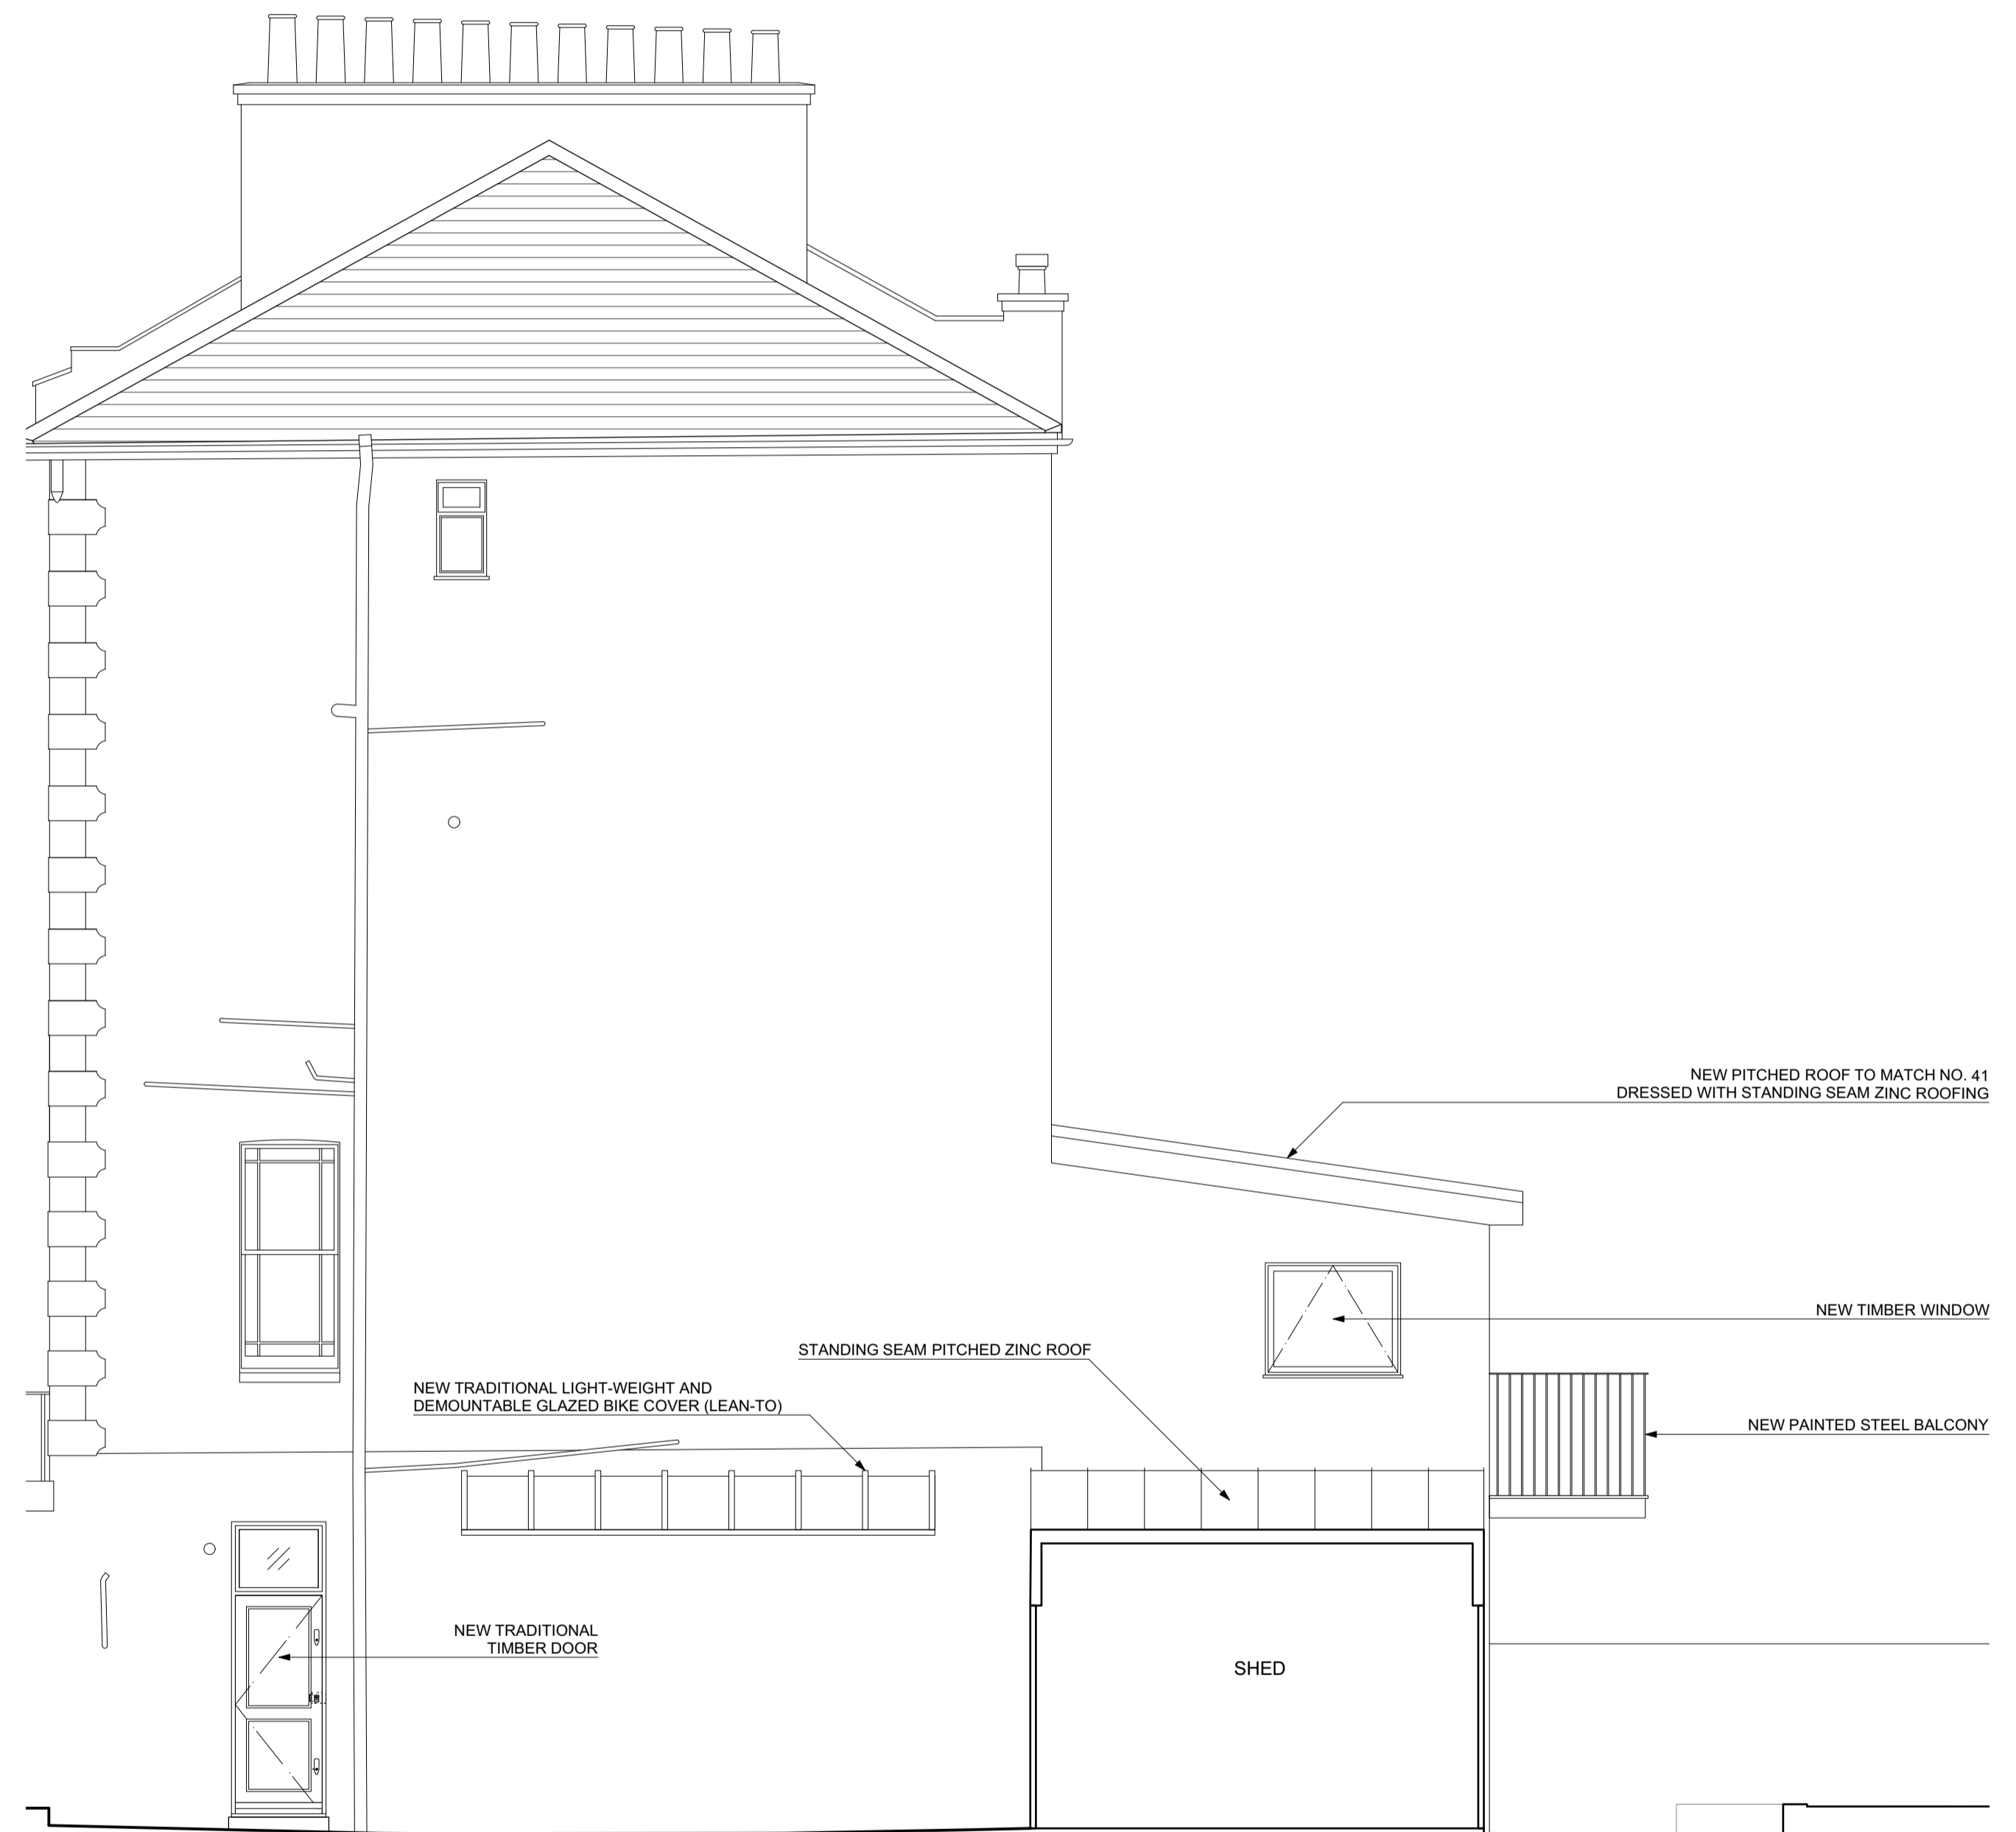 NEW PITCHED ROOF TO MATCH NO. 41
DRESSED WITH STANDING SEAM ZINC ROOFING
NEW TIMBER WINDOW
STANDING SEAM PITCHED ZINC ROOF
NEW TRADITIONAL LIGHT-WEIGHT AND
DEMOUNTABLE GLAZED BIKE COVER (LEAN-TO)
NEW PAINTED STEEL BALCONY
NEW TRADITIONAL
TIMBER DOOR
SHED